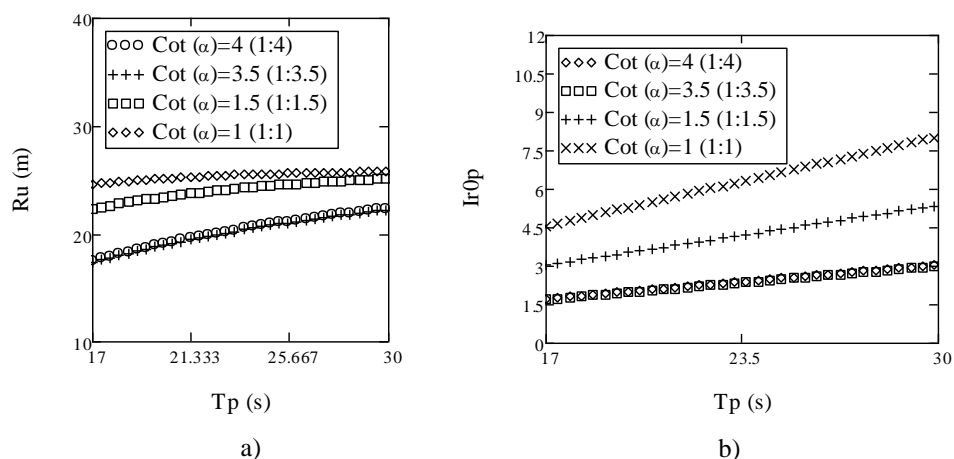 40
30
20
10
Ru (m)
Cot (α)=4 (1:4)
Cot (α)=3.5 (1:3.5)
Cot (α)=1.5 (1:1.5)
Cot (α)=1 (1:1)
17
21.333
25.667
30
Tp (s)
a)
12
10.5
9
7.5
6
4.5
3
1.5
0
Ir0p
Cot (α)=4 (1:4)
Cot (α)=3.5 (1:3.5)
Cot (α)=1.5 (1:1.5)
Cot (α)=1 (1:1)
17
23.5
30
Tp (s)
b)